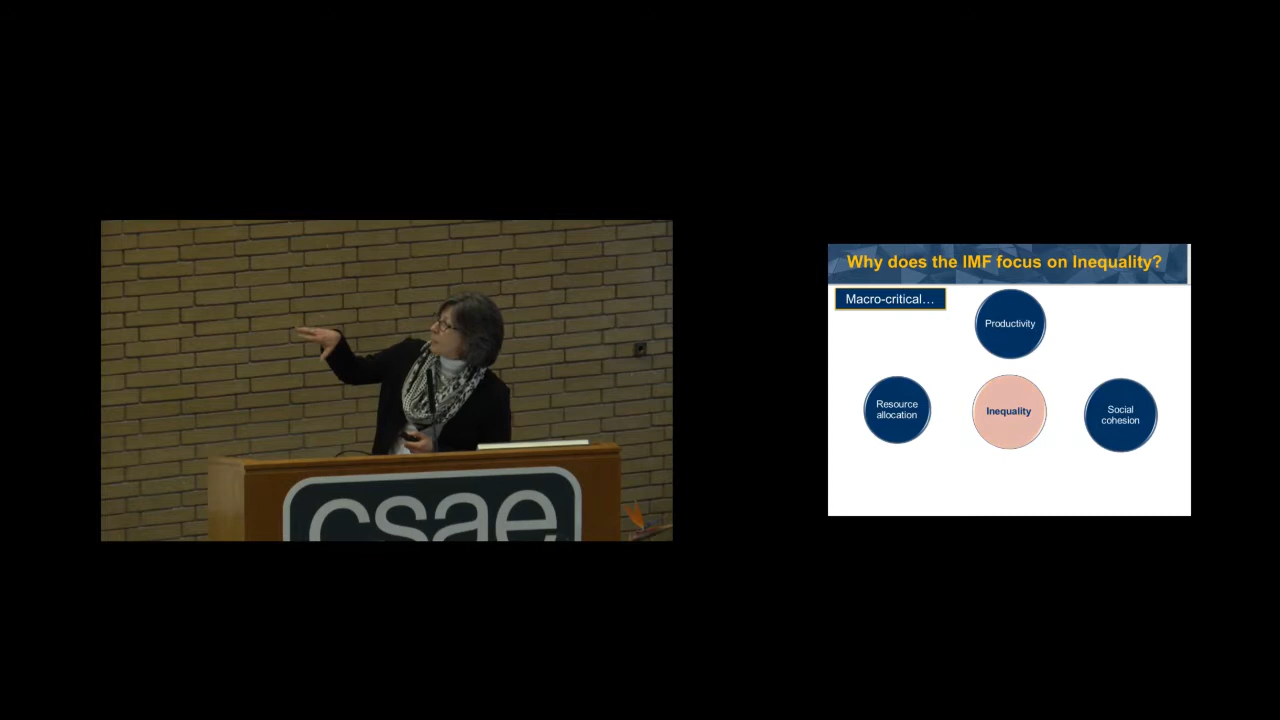 csae
Why does the IMF focus on Inequality?
Macro-critical…
Productivity
Resource
allocation
Inequality
Social
cohesion